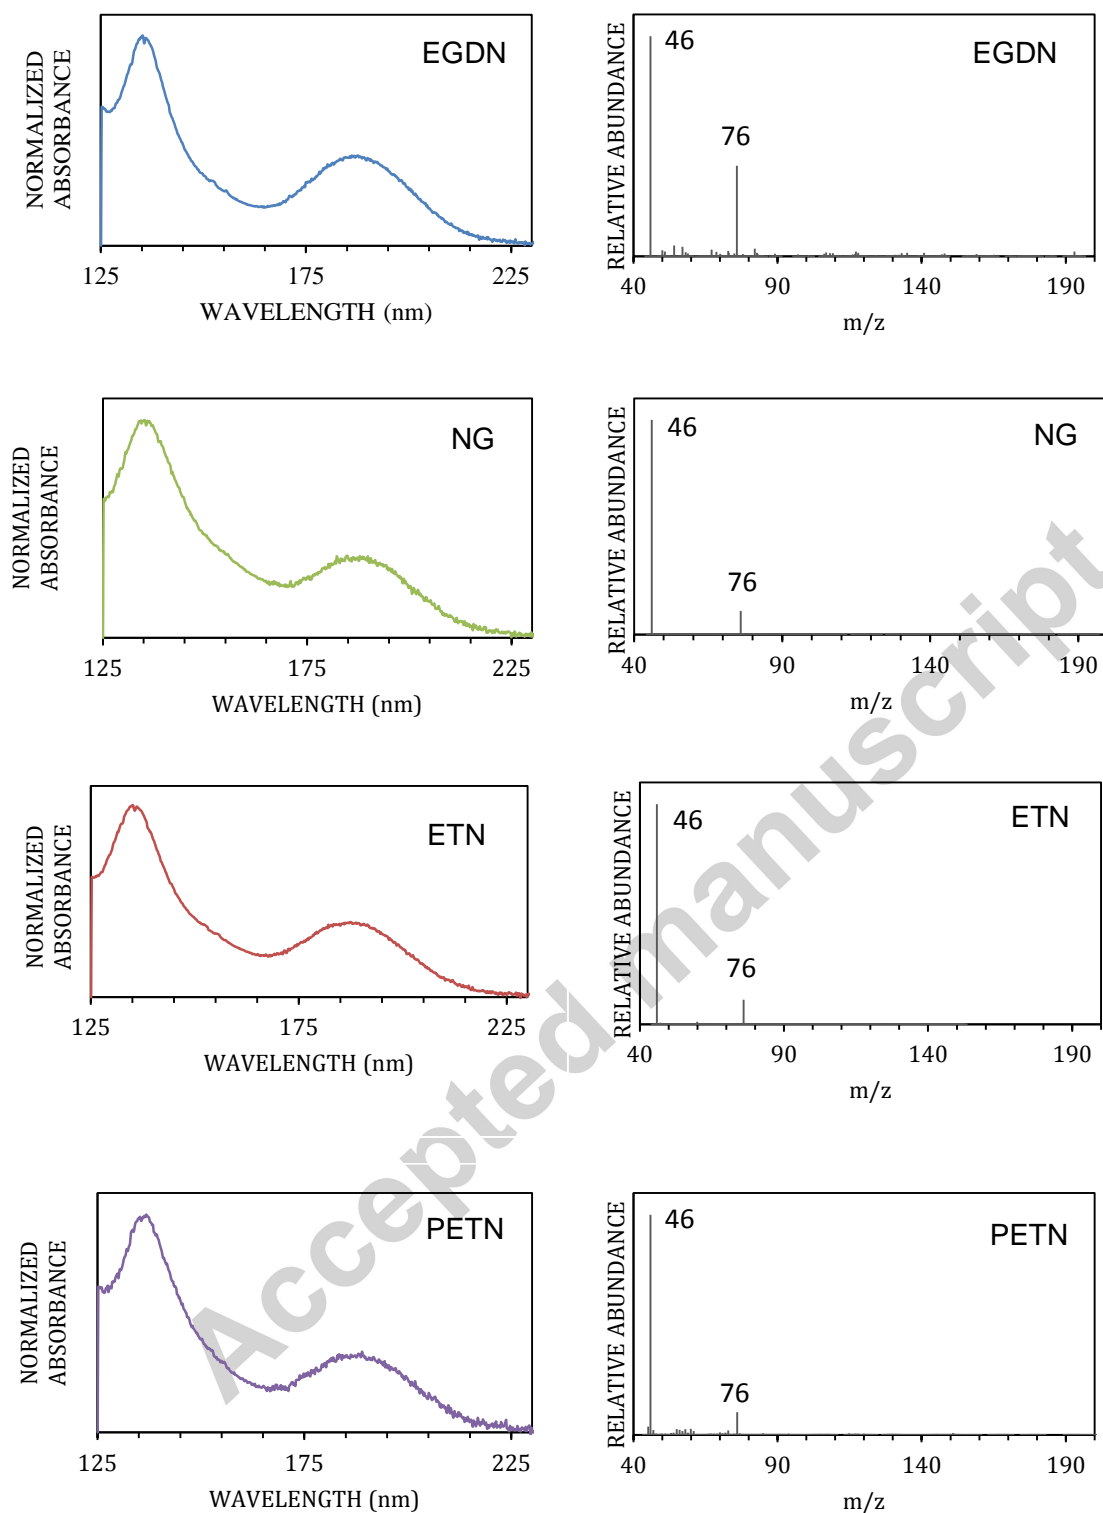 NORMALIZED
ABSORBANCE
EGDN
125
175
225
WAVELENGTH (nm)
RELATIVE ABUNDANCE
46
EGDN
76
40
90
140
190
m/z
NORMALIZED
ABSORBANCE
NG
125
175
225
WAVELENGTH (nm)
RELATIVE ABUNDANCE
46
NG
76
40
90
140
190
m/z
NORMALIZED
ABSORBANCE
ETN
125
175
225
WAVELENGTH (nm)
RELATIVE ABUNDANCE
46
ETN
76
40
90
140
190
m/z
NORMALIZED
ABSORBANCE
PETN
125
175
225
WAVELENGTH (nm)
RELATIVE ABUNDANCE
46
PETN
76
40
90
140
190
m/z
Accepted manuscript